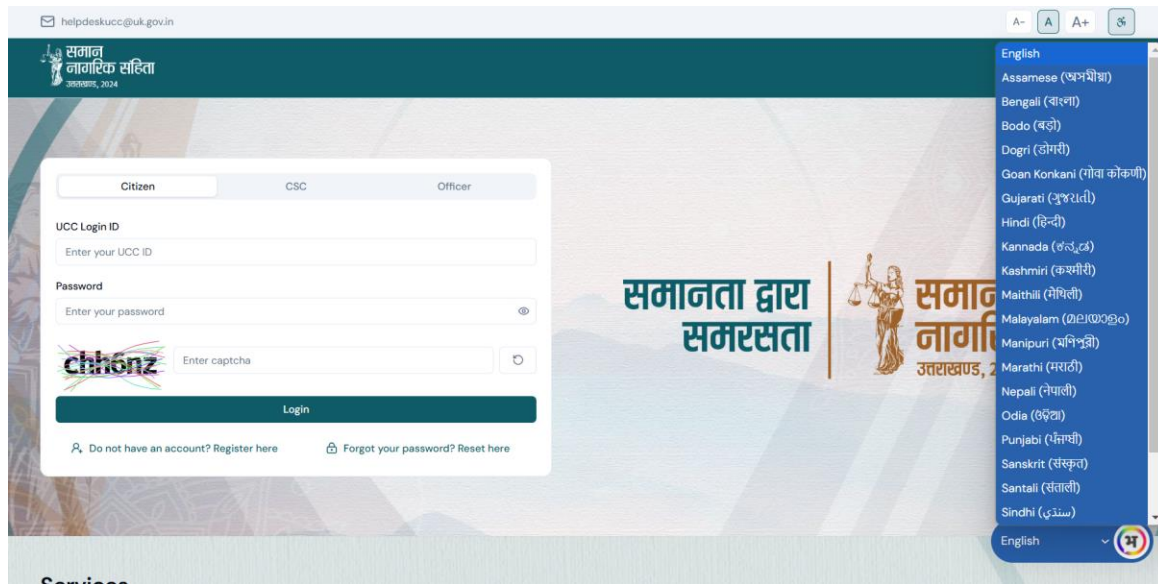 helpdeskucc@uk.gov.in
A-
A
A+
समान
नागरिक संहिता
उत्तराखण्ड, 2024
Citizen
CSC
Officer
UCC Login ID
Enter your UCC ID
Password
Enter your password
chh6nz
Enter captcha
Login
Do not have an account? Register here
Forgot your password? Reset here
समानता द्वारा
समरसता
समान
नागरि
उत्तराखण्ड, 2
English
Assamese (অসমীয়া)
Bengali (বাংলা)
Bodo (बड़ो)
Dogri (डोगरी)
Goan Konkani (गोवा कोंकणी)
Gujarati (ગુજરાતી)
Hindi (हिन्दी)
Kannada (ಕನ್ನಡ)
Kashmiri (कश्मीरी)
Maithili (मैथिली)
Malayalam (മലയാളം)
Manipuri (মণিপুরী)
Marathi (मराठी)
Nepali (नेपाली)
Odia (ଓଡ଼ିଆ)
Punjabi (ਪੰਜਾਬੀ)
Sanskrit (संस्कृत)
Santali (संताली)
Sindhi (سنڌي)
English
अ
Services